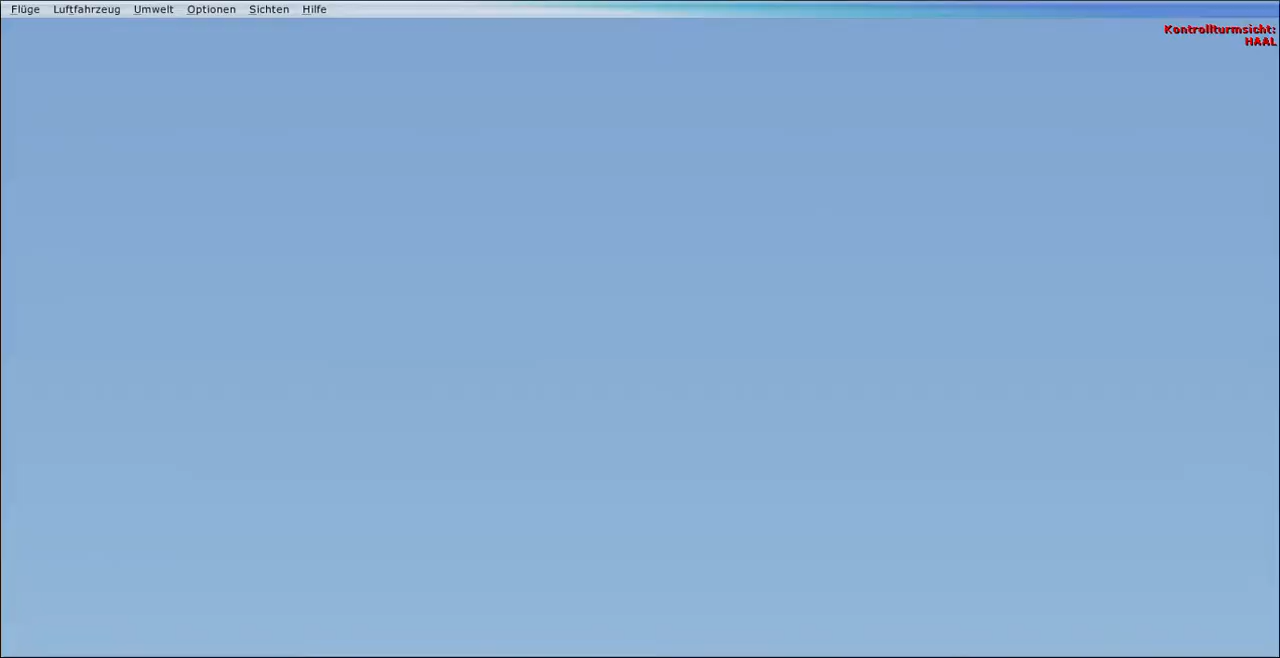 Flüge Luftfahrzeug Umwelt Optionen Sichten Hilfe
Kontrollturmsicht:
HAAL